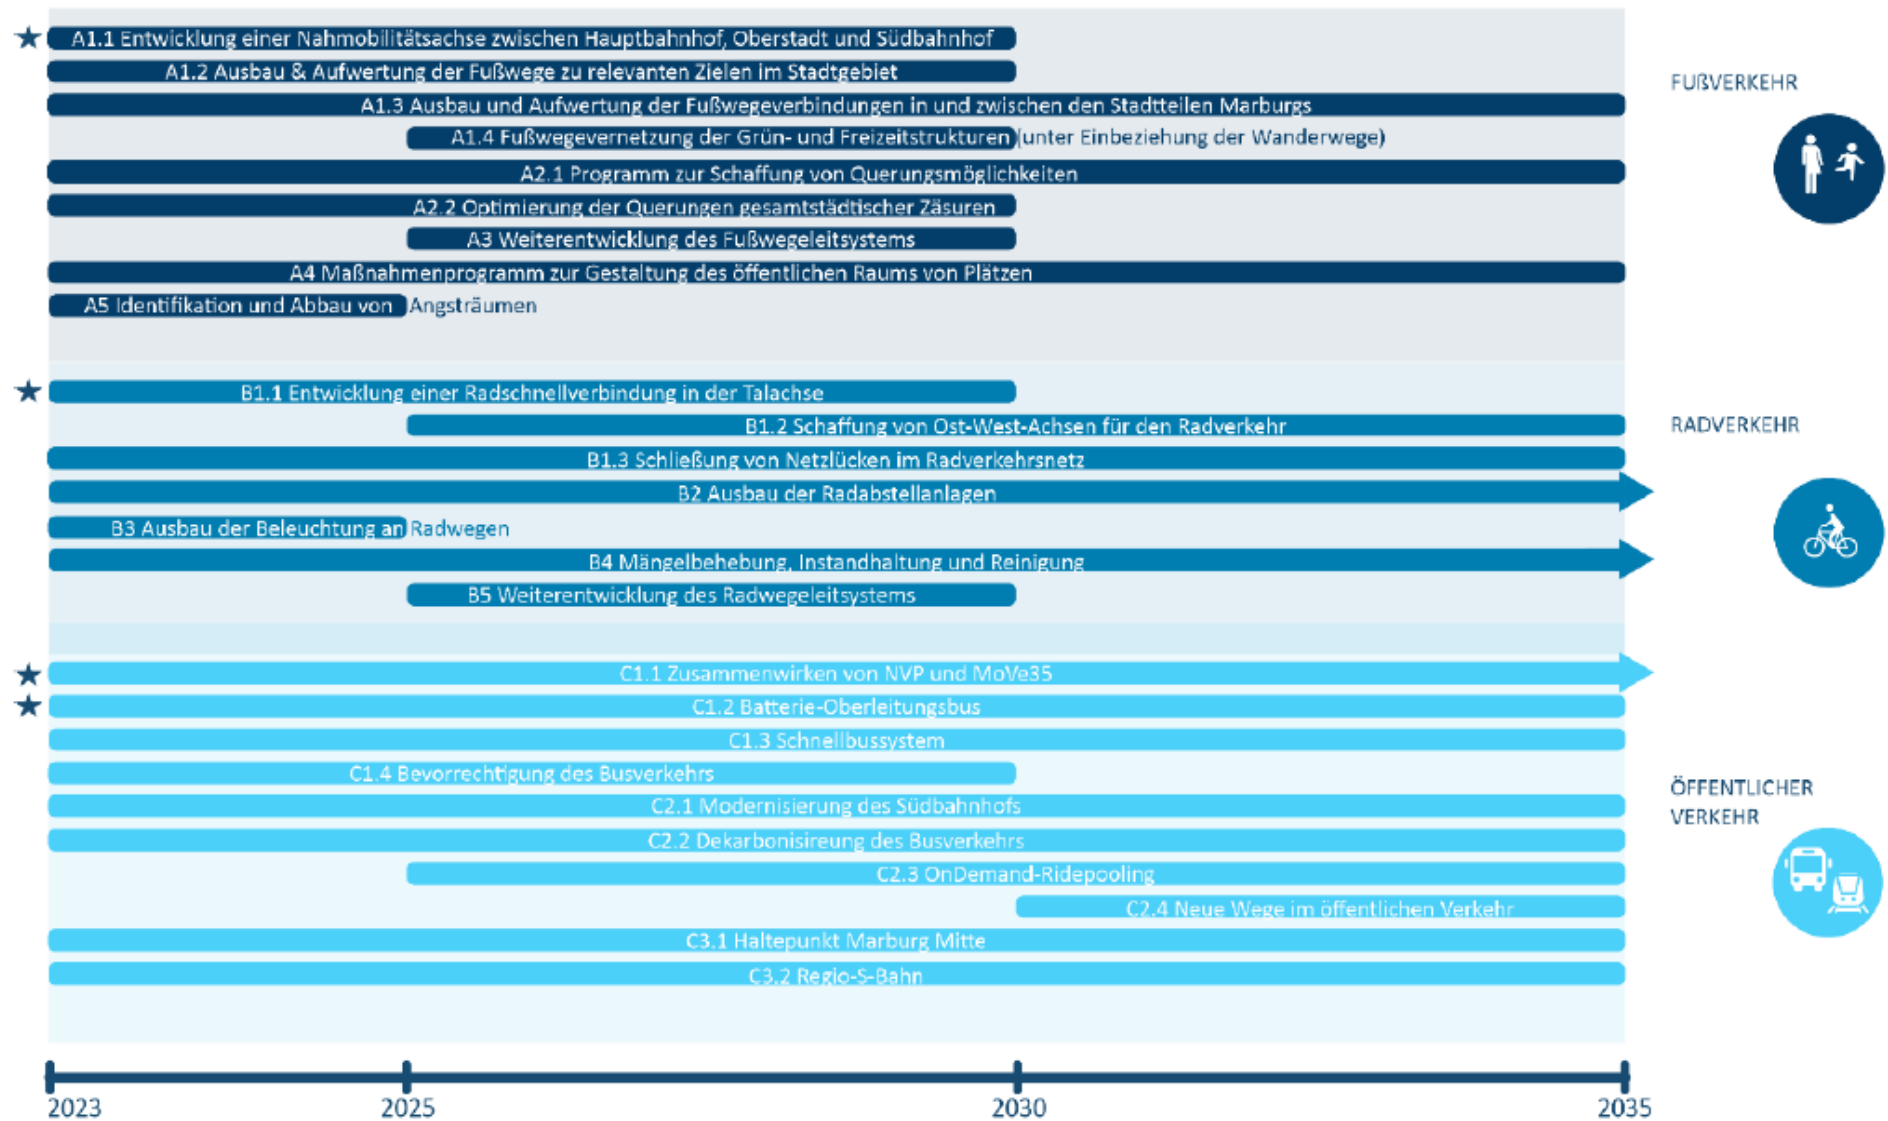 A1.1 Entwicklung einer Nahmobilitätsachse zwischen Hauptbahnhof, Oberstadt und Südbahnhof
A1.2 Ausbau & Aufwertung der Fußwege zu relevanten Zielen im Stadtgebiet
FUßVERKEHR
A1.3 Ausbau und Aufwertung der Fußwegeverbindungen in und zwischen den Stadtteilen Marburgs
A1.4 Fußwegevernetzung der Grün- und Freizeitstrukturen (unter Einbeziehung der Wanderwege)
A2.1 Programm zur Schaffung von Querungsmöglichkeiten
A2.2 Optimierung der Querungen gesamtstädtischer Zäsuren
A3 Weiterentwicklung des Fußwegeleitsystems
A4 Maßnahmenprogramm zur Gestaltung des öffentlichen Raums von Plätzen
A5 Identifikation und Abbau von Angsträumen
B1.1 Entwicklung einer Radschnellverbindung in der Talachse
B1.2 Schaffung von Ost-West-Achsen für den Radverkehr
RADVERKEHR
B1.3 Schließung von Netzlücken im Radverkehrsnetz
B2 Ausbau der Radabstellanlagen
B3 Ausbau der Beleuchtung an Radwegen
B4 Mängelbehebung, Instandhaltung und Reinigung
B5 Weiterentwicklung des Radwegeleitsystems
C1.1 Zusammenwirken von NVP und MoVe35
C1.2 Batterie-Oberleitungsbus
C1.3 Schnellbussystem
C1.4 Bevorrechtigung des Busverkehrs
ÖFFENTLICHER
VERKEHR
C2.1 Modernisierung des Südbahnhofs
C2.2 Dekarbonisireung des Busverkehrs
C2.3 OnDemand-Ridepooling
C2.4 Neue Wege im öffentlichen Verkehr
C3.1 Haltepunkt Marburg Mitte
C3.2 Regio-S-Bahn
2023 2025 2030 2035